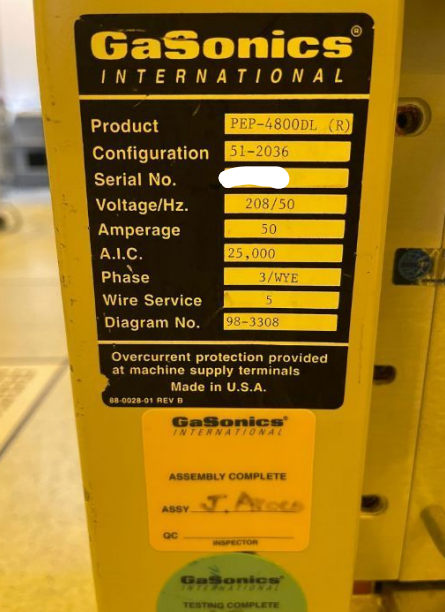 GaSonics®
INTERNATIONAL
Product PEP-4800DL (R)
Configuration 51-2036
Serial No.
Voltage/Hz. 208/50
Amperage 50
A.I.C. 25,000
Phase 3/WYE
Wire Service 5
Diagram No. 98-3308
Overcurrent protection provided
at machine supply terminals
Made in U.S.A.
68-0028-01 REV B
GaSonics®
INTERNATIONAL
ASSEMBLY COMPLETE
ASSY J.
QC
INSPECTOR
GaSonics®
INTERNATIONAL
TESTING COMPLETE